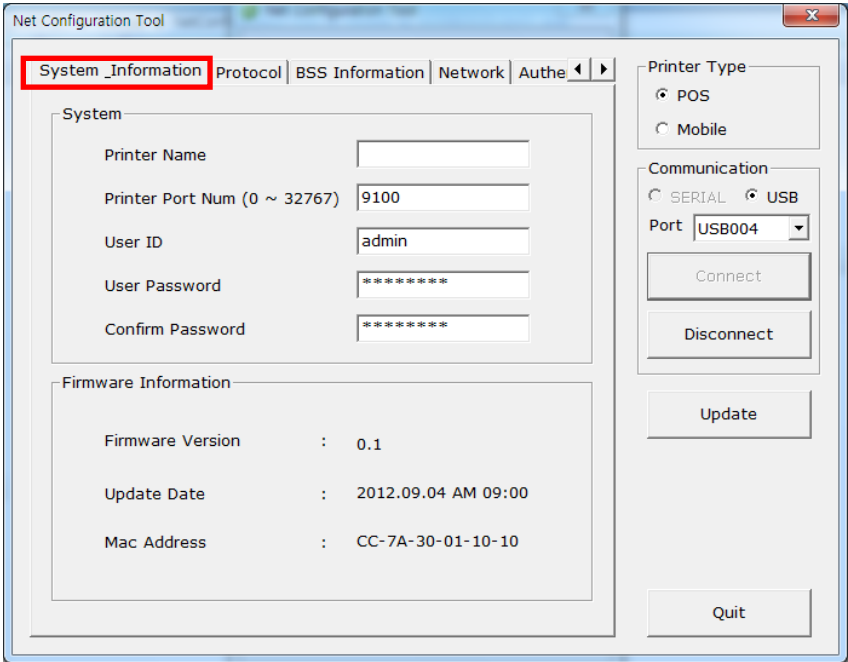 Net Configuration Tool
System _Information Protocol BSS Information Network Authe
System
Printer Name
Printer Port Num (0 ~ 32767) 9100
User ID admin
User Password ********
Confirm Password ********
Firmware Information
Firmware Version : 0.1
Update Date : 2012.09.04 AM 09:00
Mac Address : CC-7A-30-01-10-10
Printer Type
POS
Mobile
Communication
SERIAL USB
Port USB004
Connect
Disconnect
Update
Quit